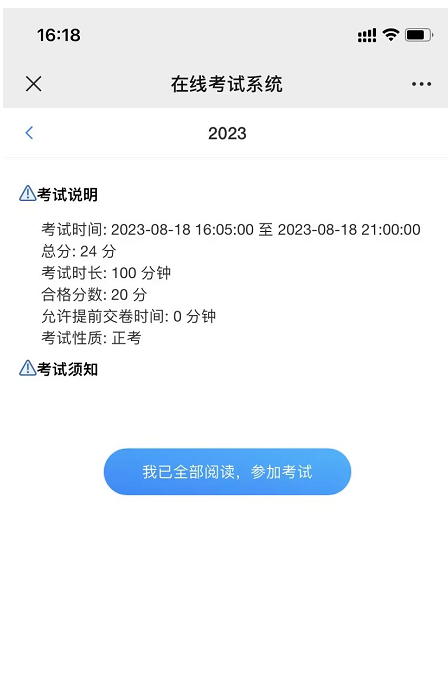 16:18
在线考试系统
2023
考试说明
考试时间: 2023-08-18 16:05:00 至 2023-08-18 21:00:00
总分: 24 分
考试时长: 100 分钟
合格分数: 20 分
允许提前交卷时间: 0 分钟
考试性质: 正考
考试须知
我已全部阅读，参加考试